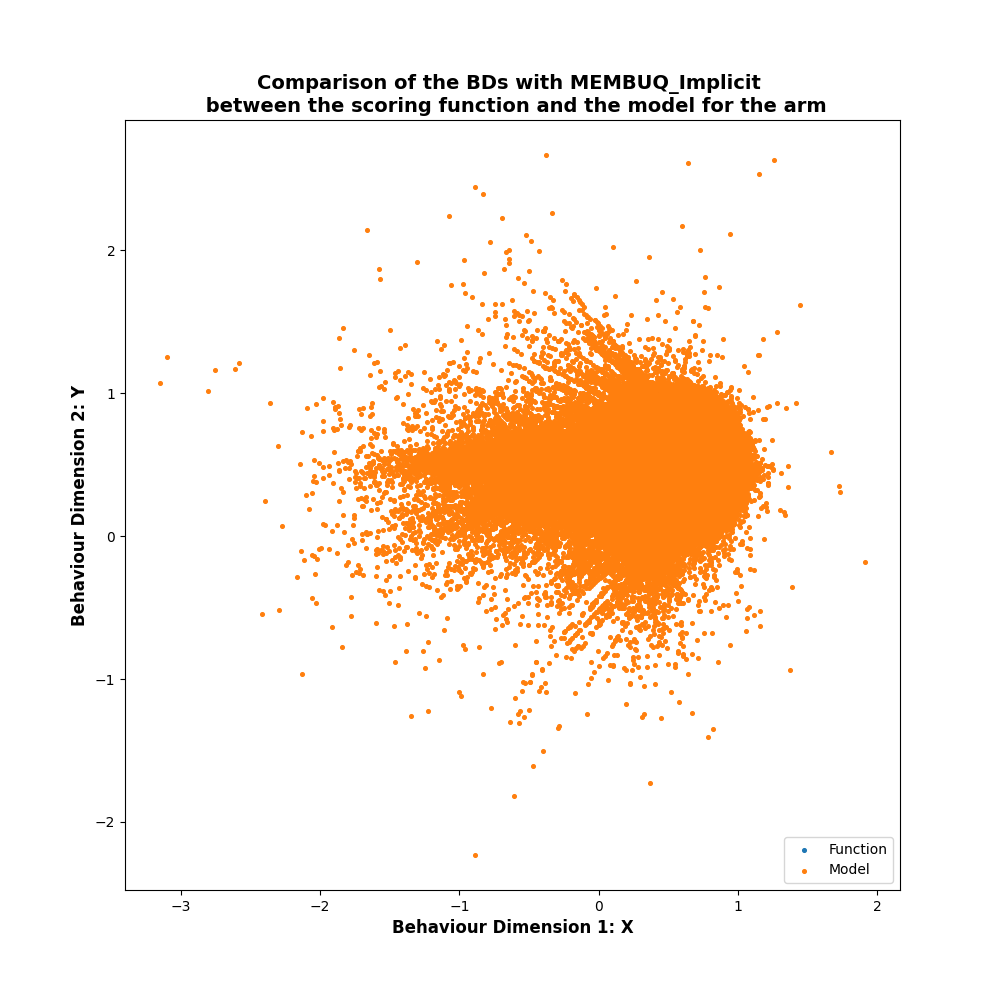 Comparison of the BDs with MEMBUQ_Implicit
between the scoring function and the model for the arm
Behaviour Dimension 2: Y
2
1
0
−1
−2
Function
Model
−3
−2
−1
0
1
2
Behaviour Dimension 1: X